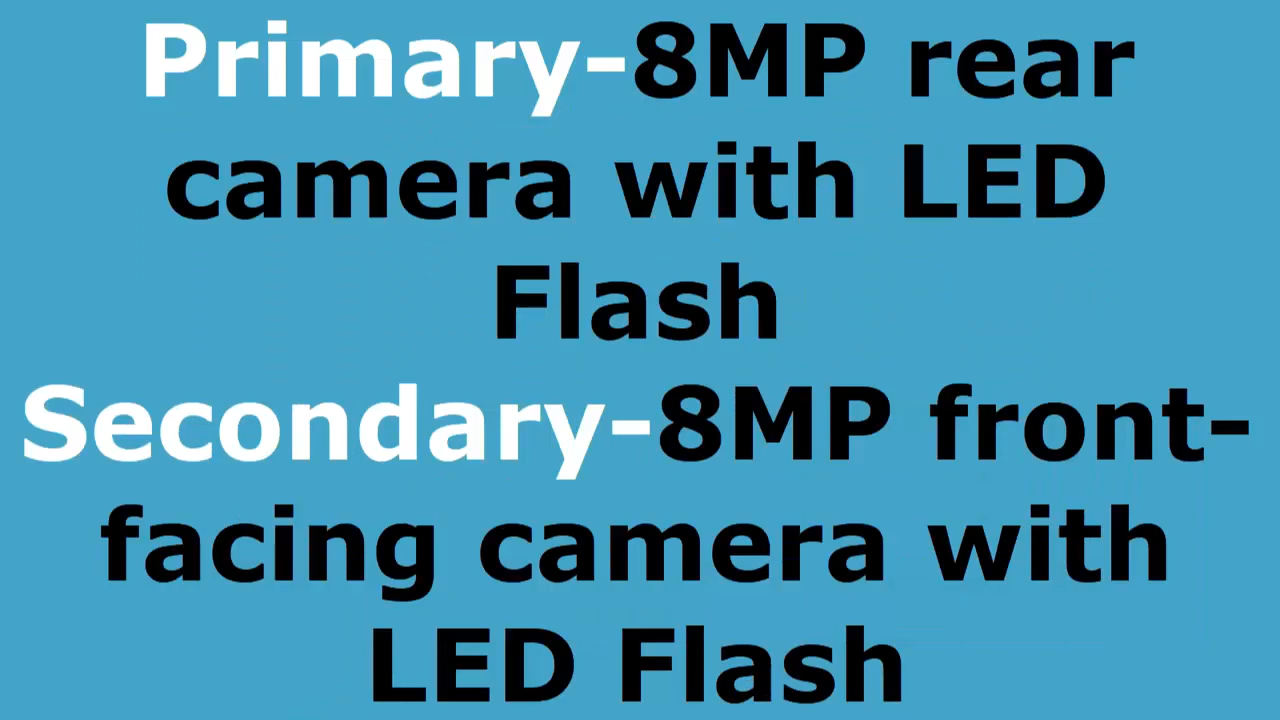 Primary-8MP rear
camera with LED
Flash
Secondary-8MP front-
facing camera with
LED Flash